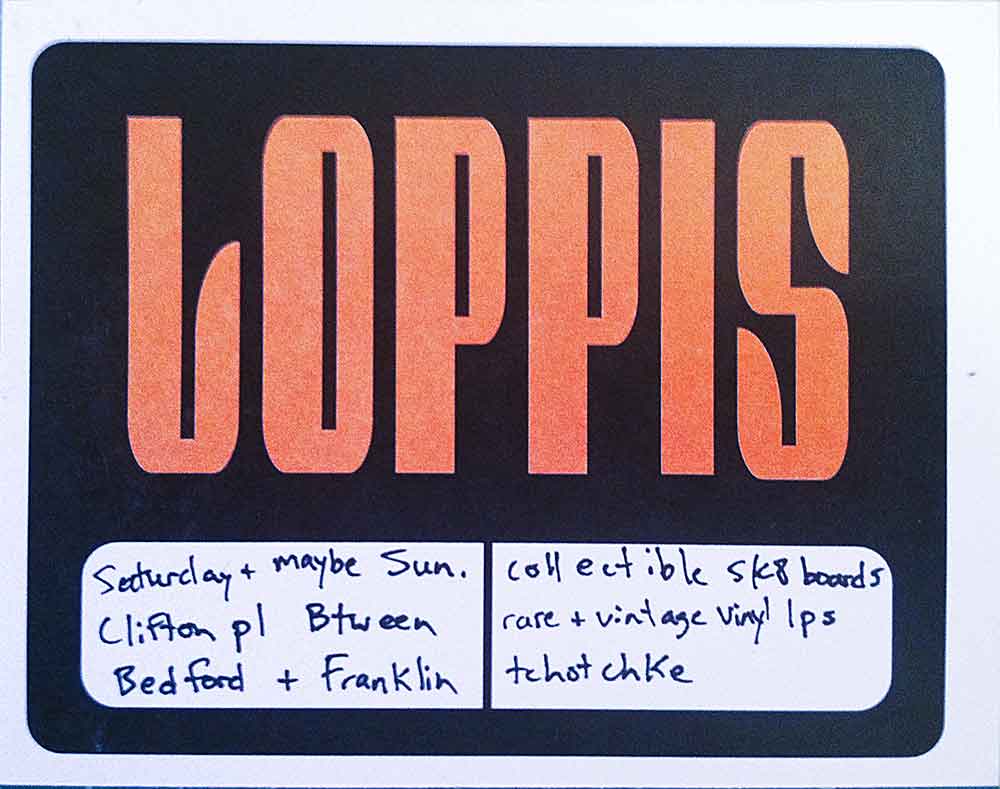 LOPPIS
Saturday + maybe Sun.
Clifton pl Btween
Bedford + Franklin
collectible sk8 boards
rare + vintage vinyl lps
tchotchke